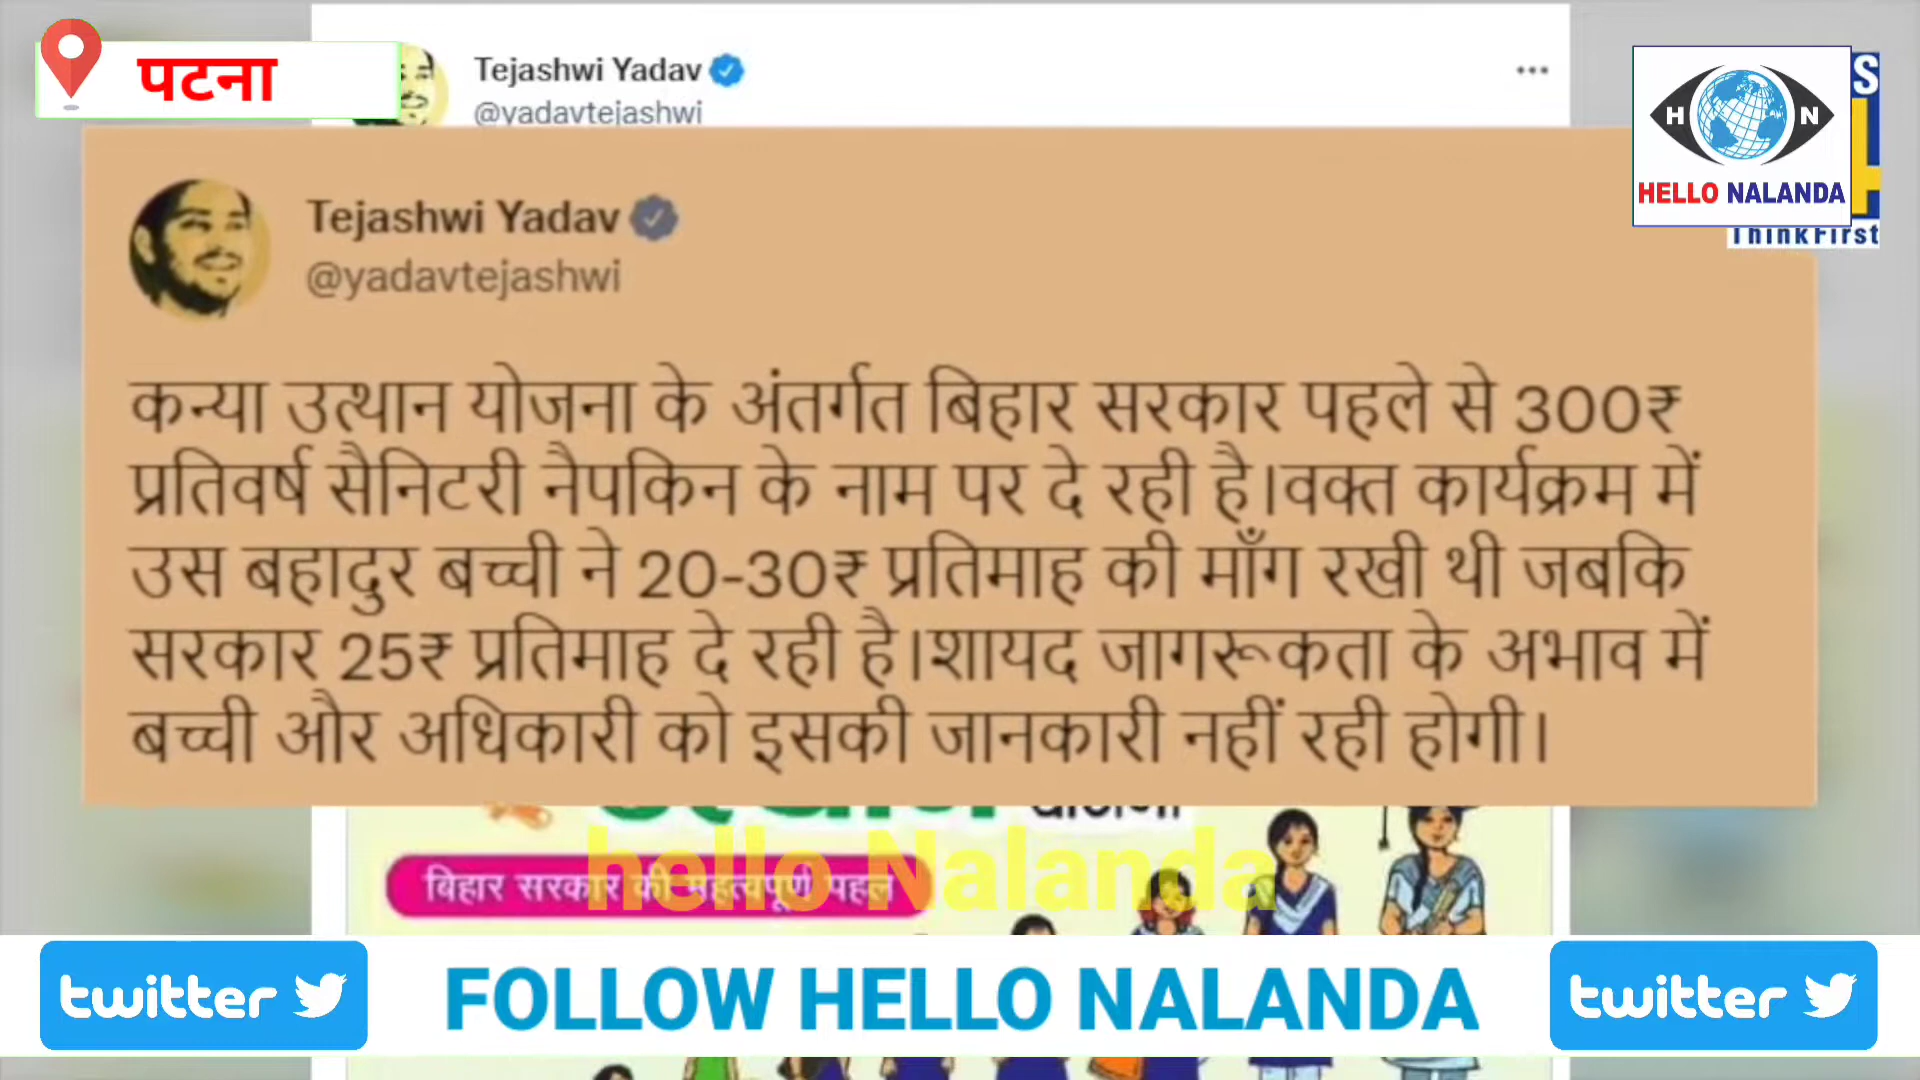 पटना
Tejashwi Yadav
@yadavtejashwi
H N
HELLO NALANDA
S
ThinkFirst
Tejashwi Yadav
@yadavtejashwi
कन्या उत्थान योजना के अंतर्गत बिहार सरकार पहले से 300₹
प्रतिवर्ष सैनिटरी नैपकिन के नाम पर दे रही है।वक्त कार्यक्रम में
उस बहादुर बच्ची ने 20-30₹ प्रतिमाह की माँग रखी थी जबकि
सरकार 25₹ प्रतिमाह दे रही है।शायद जागरूकता के अभाव में
बच्ची और अधिकारी को इसकी जानकारी नहीं रही होगी।
hello Nalanda
बिहार सरकार की महत्वपूर्ण पहल
twitter FOLLOW HELLO NALANDA twitter